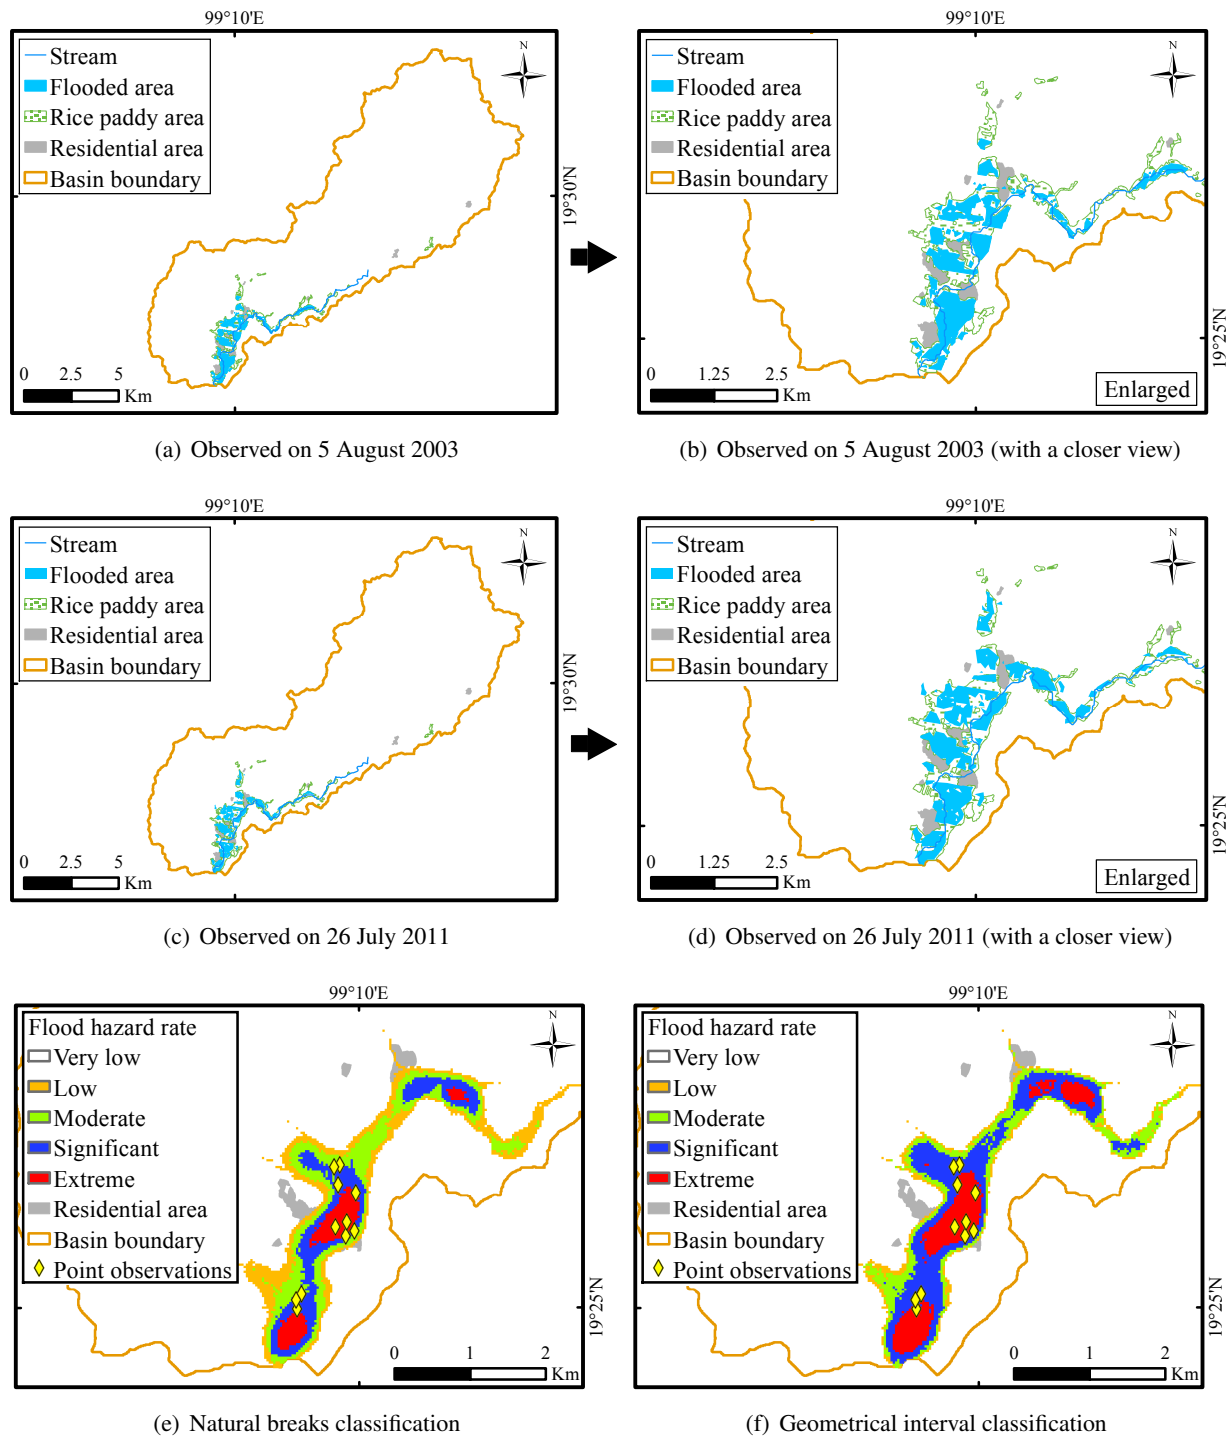 99°10'E
99°10'E
N
Stream
Flooded area
Rice paddy area
Residential area
Basin boundary
19°30'N
0 2.5 5
Km
N
Stream
Flooded area
Rice paddy area
Residential area
Basin boundary
19°25'N
0 1.25 2.5
Km
Enlarged
(a) Observed on 5 August 2003
(b) Observed on 5 August 2003 (with a closer view)
99°10'E
99°10'E
N
Stream
Flooded area
Rice paddy area
Residential area
Basin boundary
19°30'N
0 2.5 5
Km
N
Stream
Flooded area
Rice paddy area
Residential area
Basin boundary
19°25'N
0 1.25 2.5
Km
Enlarged
(c) Observed on 26 July 2011
(d) Observed on 26 July 2011 (with a closer view)
99°10'E
99°10'E
N
Flood hazard rate
Very low
Low
Moderate
Significant
Extreme
Residential area
Basin boundary
Point observations
19°25'N
0 1 2
Km
N
Flood hazard rate
Very low
Low
Moderate
Significant
Extreme
Residential area
Basin boundary
Point observations
19°25'N
0 1 2
Km
(e) Natural breaks classification
(f) Geometrical interval classification